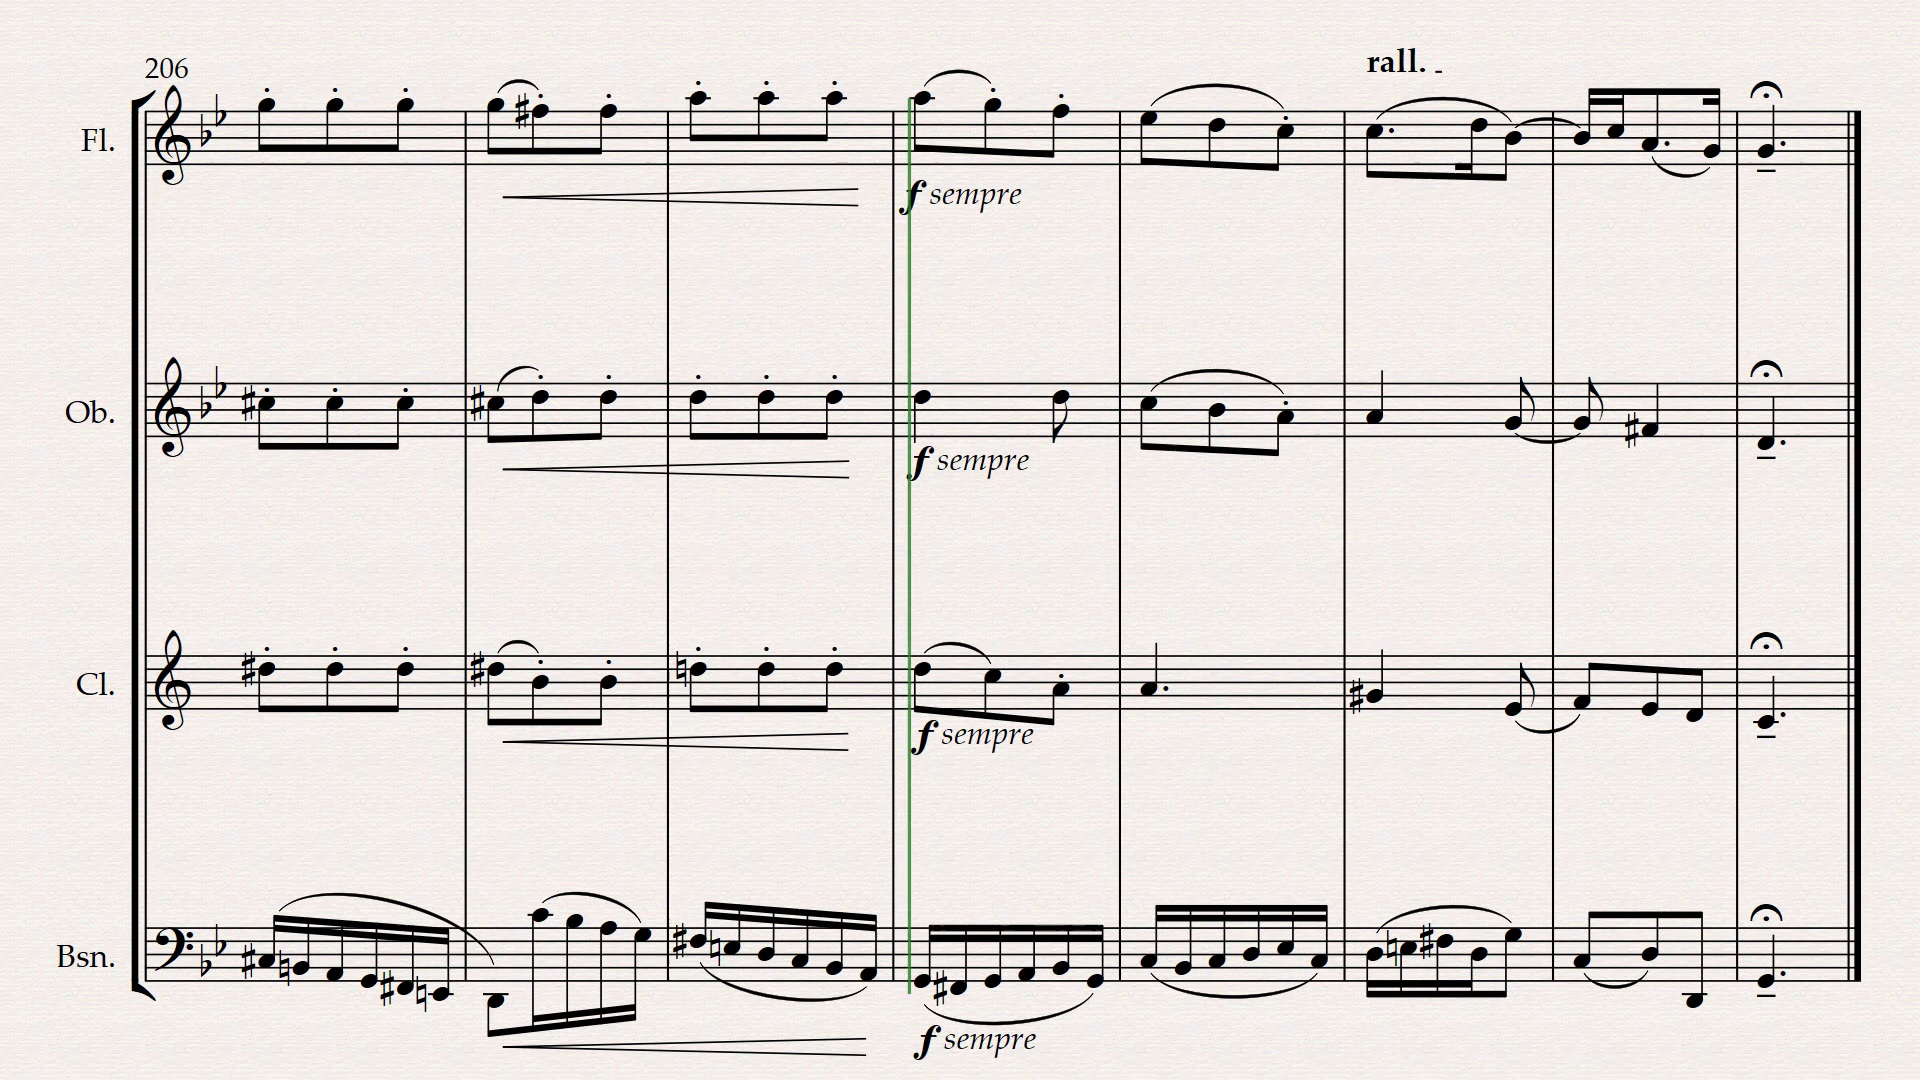 206
rall.
Fl.
f sempre
Ob.
f sempre
Cl.
f sempre
Bsn.
f sempre